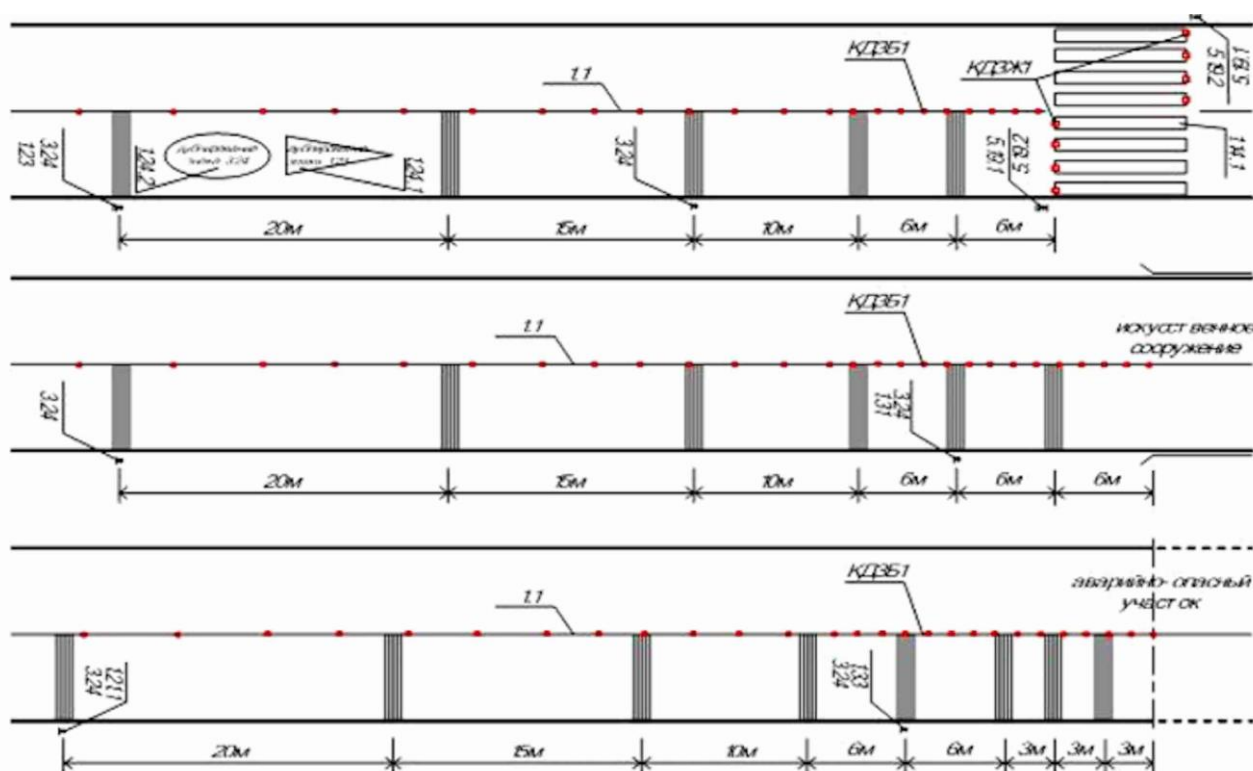 КДЗБ1
1.1
КДЗЖ1
5.19.2
3.24
1.23
1.24.2
дублирование
1.24.1
3.24
5.19.1
1.14.1
20м
15м
10м
6м
6м
КДЗБ1
1.1
искусственное
сооружение
3.24
3.24
1.31
20м
15м
10м
6м
6м
6м
КДЗБ1
1.1
аварийно-опасный
участок
3.24
1.33
3.24
20м
15м
10м
6м
6м
3м
3м
3м